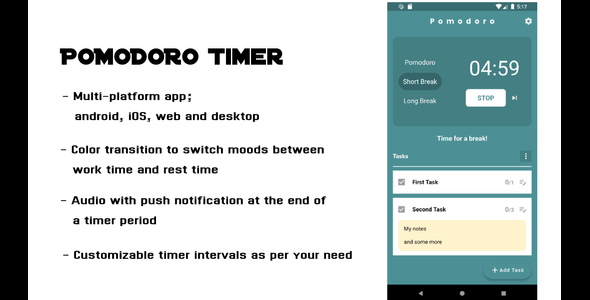 POMODORO TIMER
- Multi-platform app;
android, iOS, web and desktop
- Color transition to switch moods between
work time and rest time
- Audio with push notification at the end of
a timer period
- Customizable timer intervals as per your need
5:17
Pomodoro
Pomodoro
Short Break
Long Break
04:59
STOP
Time for a break!
Tasks
First Task
0/1
Second Task
0/3
My notes
and some more
+ Add Task